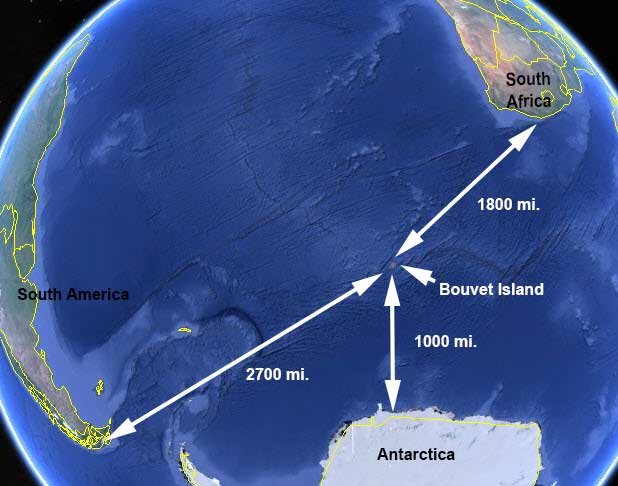 South
Africa
1800 mi.
Bouvet Island
South America
1000 mi.
2700 mi.
Antarctica